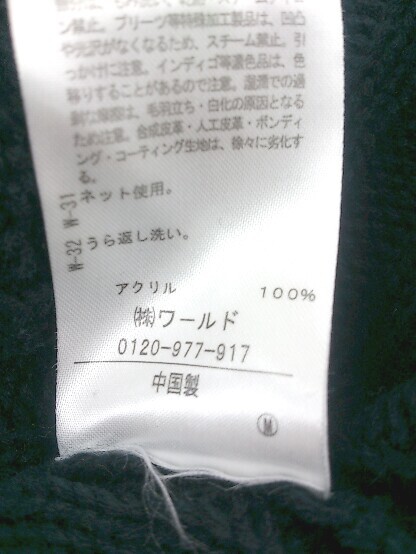 ン禁止。プリーツ等特殊加工製品は、凹凸
や光沢がなくなるため、スチーム禁止。引
っかけに注意。インディゴ等濃色品は、色
移りすることがあるので注意。湿潤での過
度な摩擦は、毛羽立ち・白化の原因となる
ため注意。合成皮革・人工皮革・ボンディ
ング・コーティング生地は、徐々に劣化す
る。
M-31 ネット使用。
M-32 うら返し洗い。
アクリル 100%
㈱ワールド
0120-977-917
中国製
Ⓜ